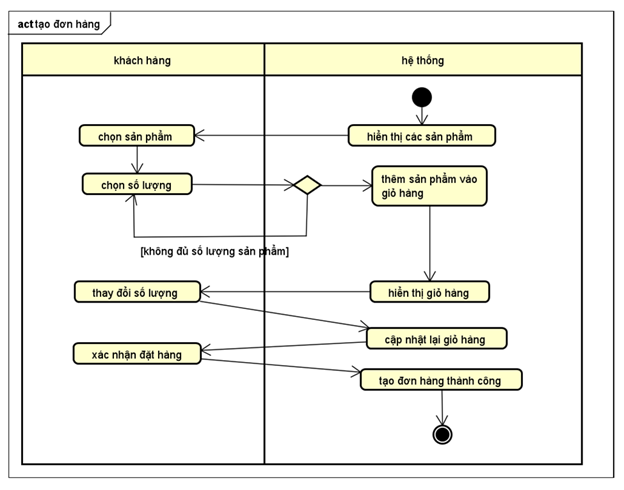 act tạo đơn hàng
khách hàng
hệ thống
chọn sản phẩm
hiển thị các sản phẩm
chọn số lượng
thêm sản phẩm vào
giỏ hàng
[không đủ số lượng sản phẩm]
thay đổi số lượng
hiển thị giỏ hàng
cập nhật lại giỏ hàng
xác nhận đặt hàng
tạo đơn hàng thành công